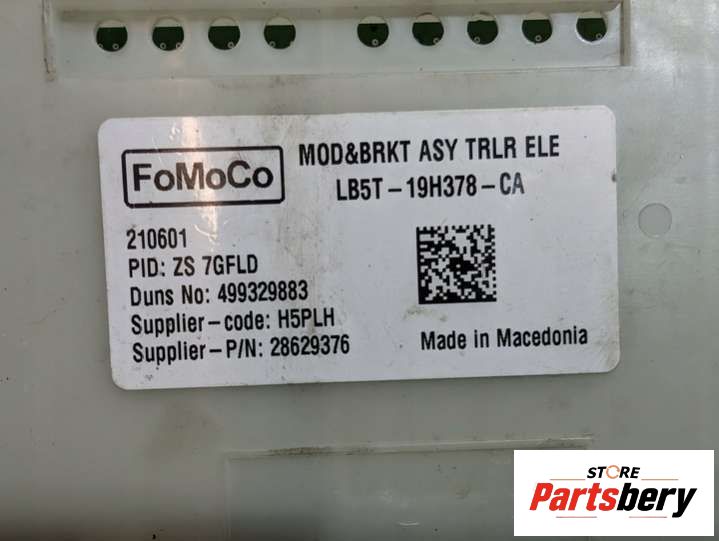 FoMoCo
MOD&BRKT ASY TRLR ELE
LB5T-19H378-CA
210601
PID: ZS 7GFLD
Duns No: 499329883
Supplier-code: H5PLH
Supplier-P/N: 28629376
Made in Macedonia
STORE
Partsbery